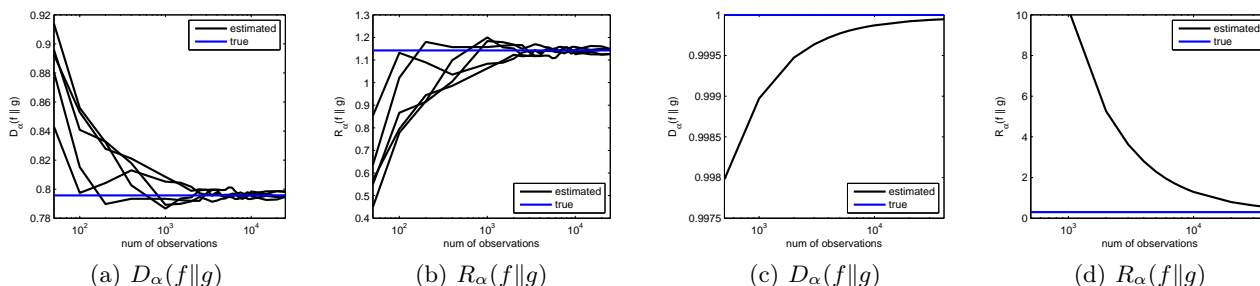 0.92
0.9
0.88
0.86
0.84
0.82
0.8
0.78
D_α(f || g)
estimated
true
10^2
10^3
10^4
num of observations
(a) D_α(f‖g)
1.3
1.2
1.1
1
0.9
0.8
0.7
0.6
0.5
0.4
R_α(f || g)
estimated
true
10^2
10^3
10^4
num of observations
(b) R_α(f‖g)
1
0.9995
0.999
0.9985
0.998
0.9975
D_α(f || g)
estimated
true
10^3
10^4
num of observations
(c) D_α(f‖g)
10
8
6
4
2
0
R_α(f || g)
estimated
true
10^3
10^4
num of observations
(d) R_α(f‖g)